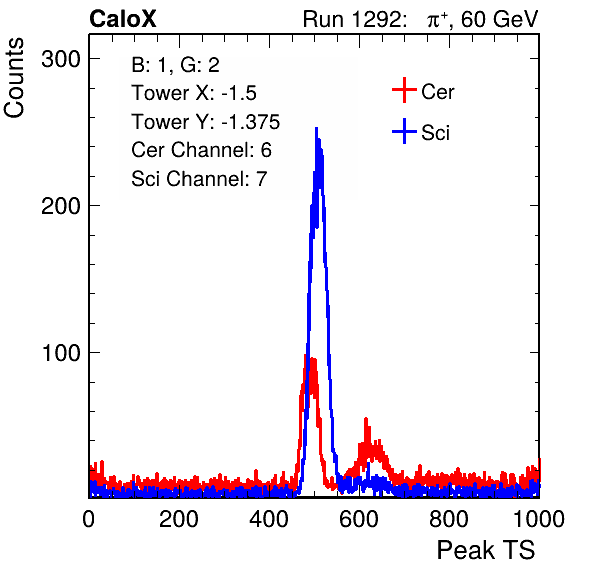 CaloX Run 1292: π⁺, 60 GeV
Counts
300
200
100
B: 1, G: 2
Tower X: -1.5
Tower Y: -1.375
Cer Channel: 6
Sci Channel: 7
Cer
Sci
0 200 400 600 800 1000
Peak TS